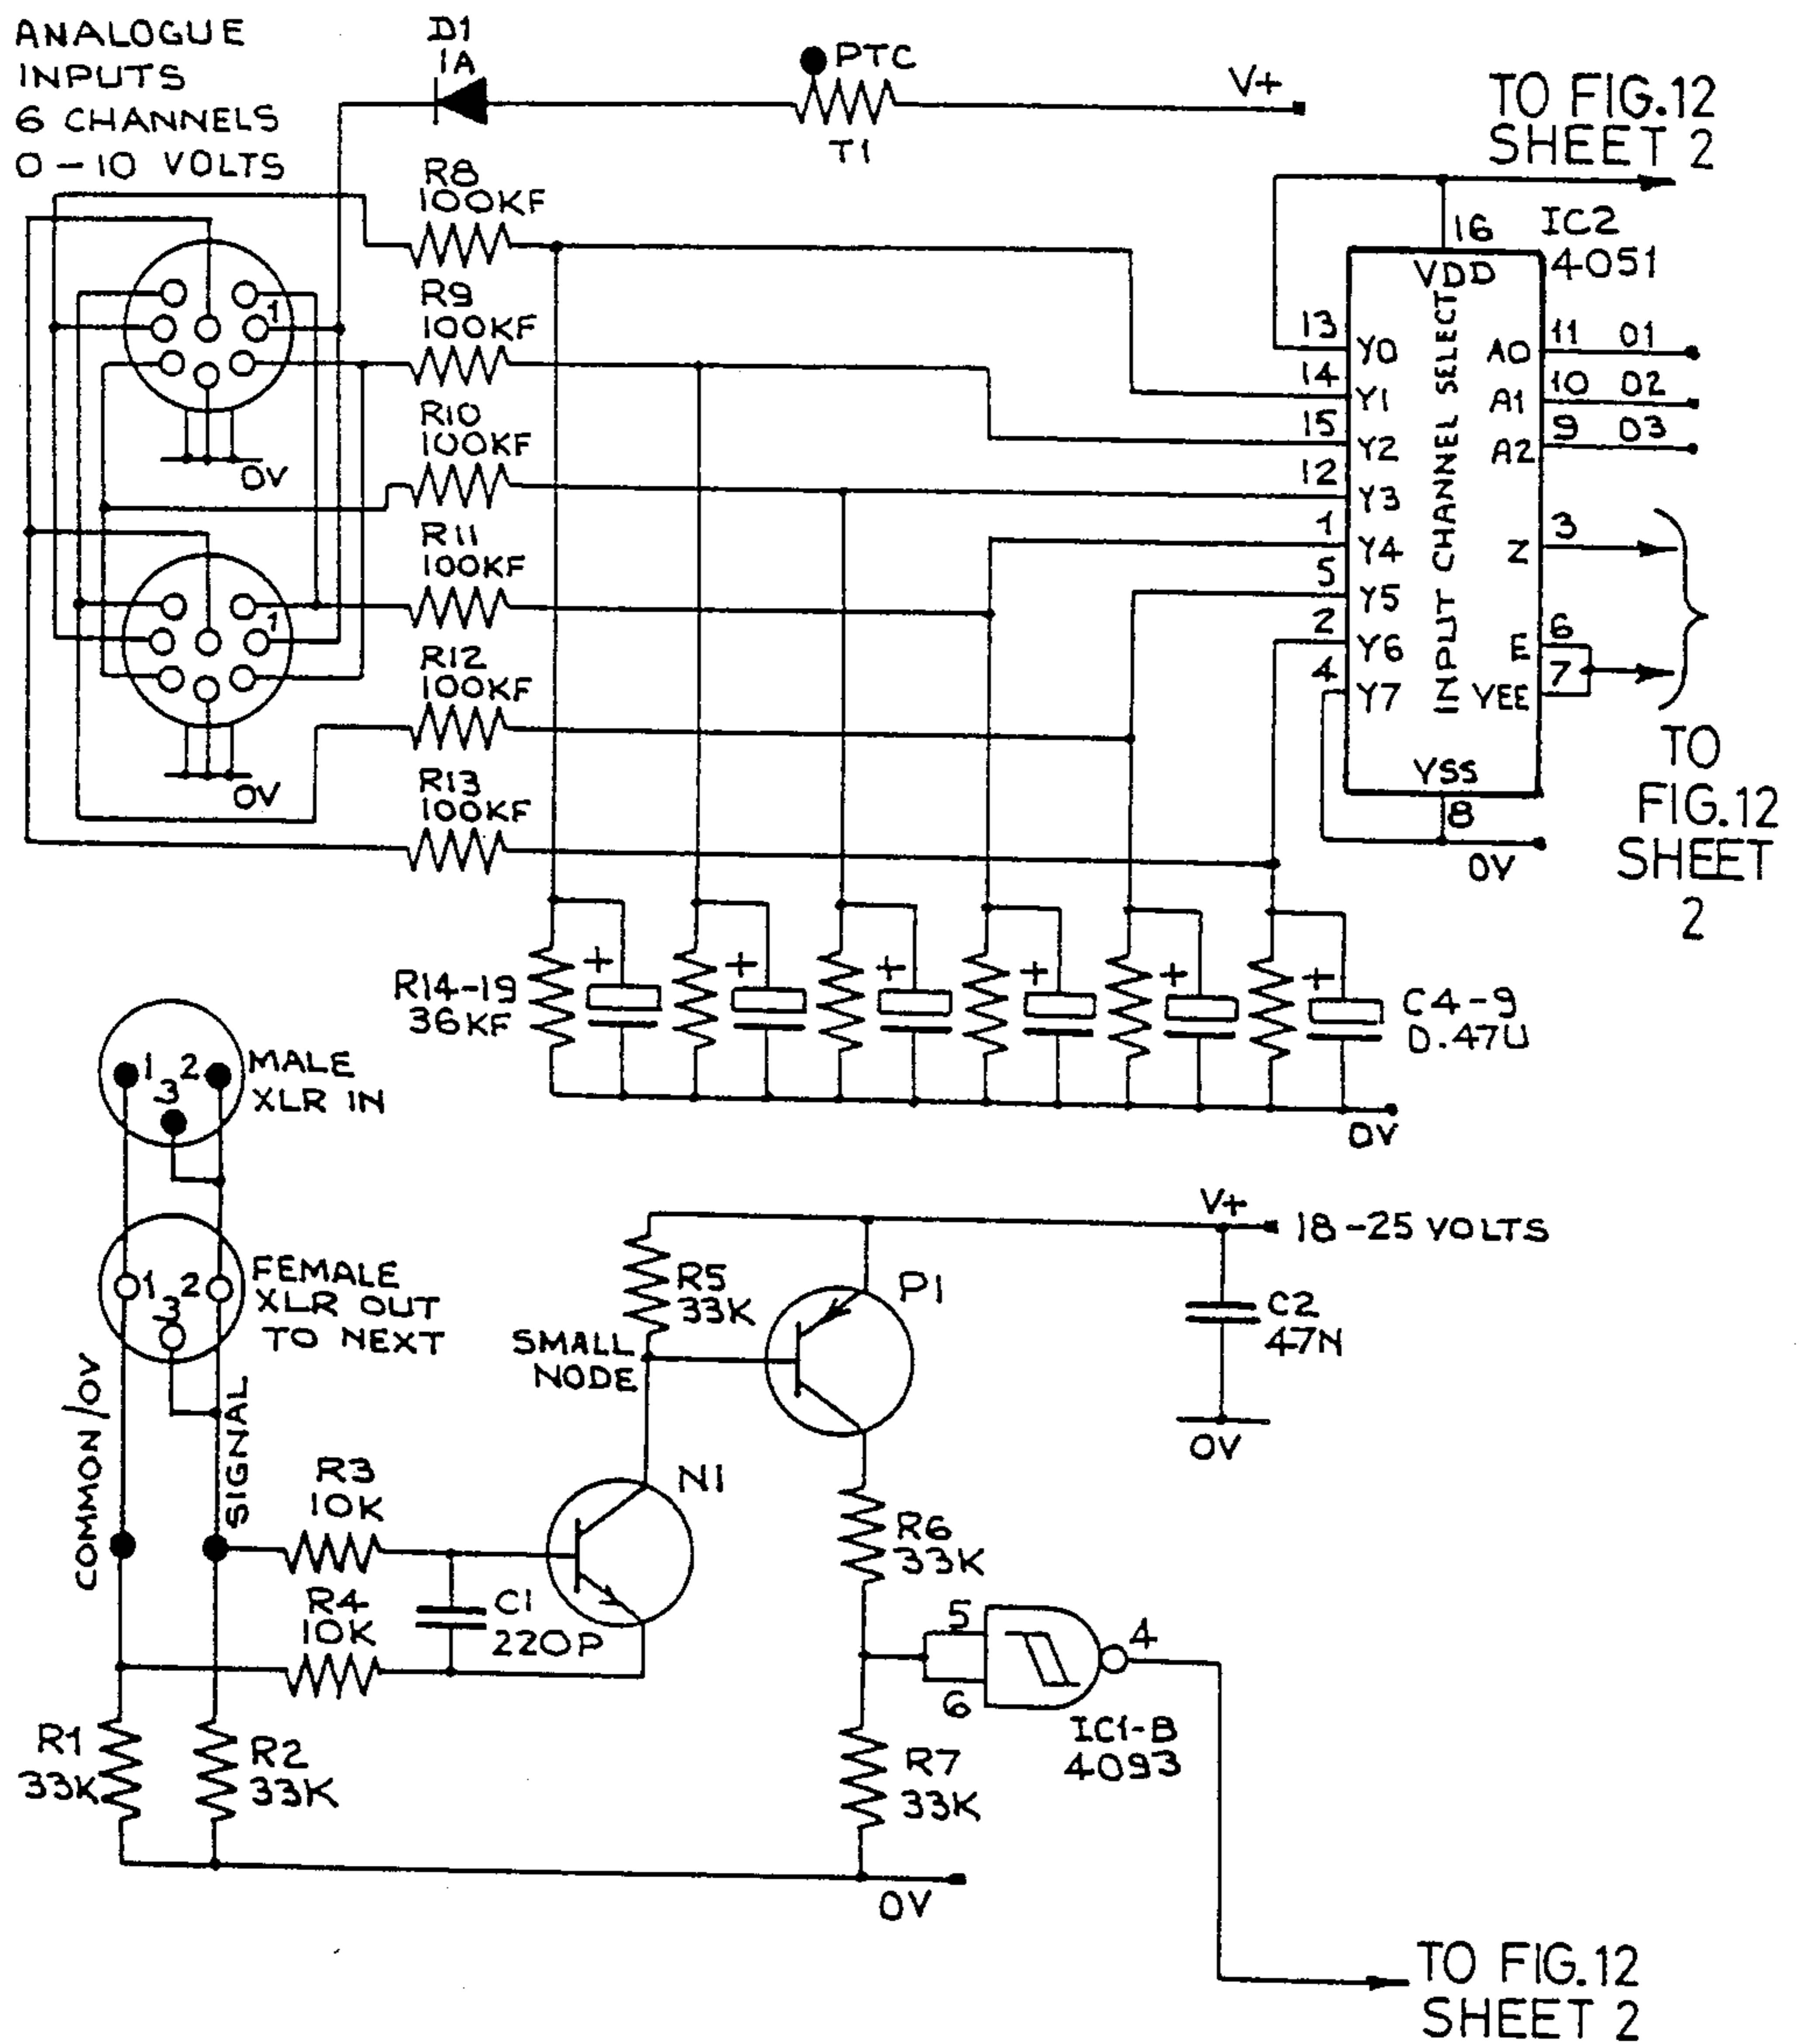 ANALOGUE
INPUTS
6 CHANNELS
0-10 VOLTS
D1
1A
PTC
T1
V+
TO FIG.12
SHEET 2
R8
100KF
R9
100KF
R10
100KF
R11
100KF
R12
100KF
R13
100KF
1
0V
1
0V
IC2
4051
16
VDD
INPUT CHANNEL SELECT
13
Y0
14
Y1
15
Y2
12
Y3
1
Y4
5
Y5
2
Y6
4
Y7
A0
11
01
A1
10
02
A2
9
03
Z
3
E
6
VEE
7
VSS
8
0V
TO
FIG.12
SHEET
2
R14-19
36KF
+
+
+
+
+
+
C4-9
0.47U
0V
1
2
3
MALE
XLR IN
1
2
3
FEMALE
XLR OUT
TO NEXT
COMMON/0V
SIGNAL
R3
10K
R4
10K
C1
220P
N1
SMALL
NODE
R5
33K
P1
V+
18-25 VOLTS
C2
47N
0V
R6
33K
5
6
4
IC1-B
4093
R1
33K
R2
33K
R7
33K
0V
TO FIG.12
SHEET 2